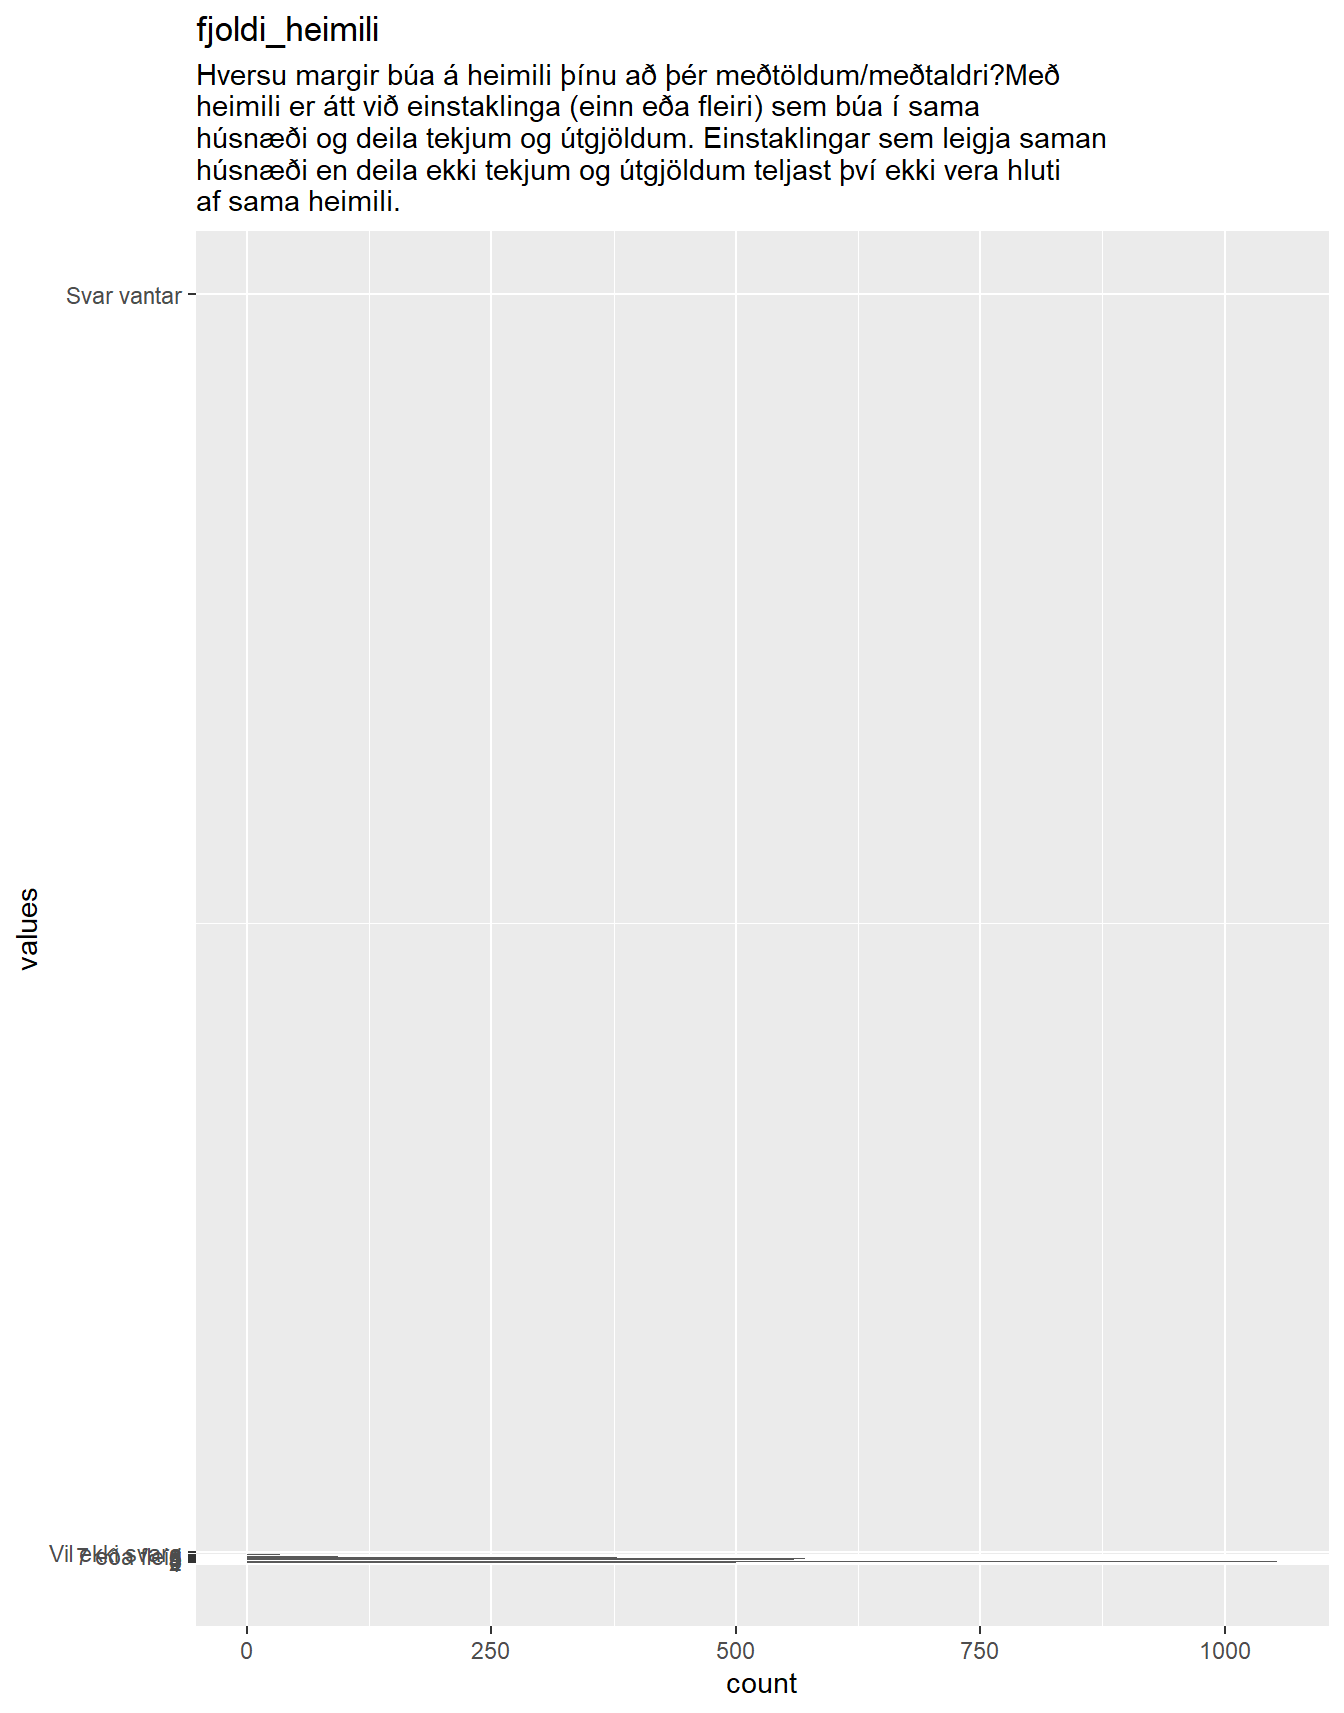 fjoldi_heimili
Hversu margir búa á heimili þínu að þér meðtöldum/meðtaldri?Með
heimili er átt við einstaklinga (einn eða fleiri) sem búa í sama
húsnæði og deila tekjum og útgjöldum. Einstaklingar sem leigja saman
húsnæði en deila ekki tekjum og útgjöldum teljast því ekki vera hluti
af sama heimili.
Svar vantar
values
Vil ekki
0 250 500 750 1000
count